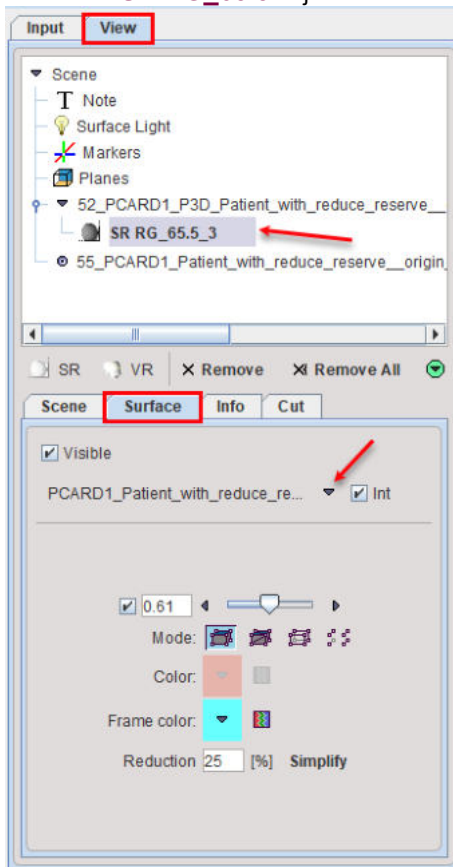 Input View
Scene
T Note
Surface Light
Markers
Planes
52_PCARD1_P3D_Patient_with_reduce_reserve__
SR RG_65.5_3
55_PCARD1_Patient_with_reduce_reserve__origin_
SR VR Remove Remove All
Scene Surface Info Cut
Visible
PCARD1_Patient_with_reduce_re... Int
0.61
Mode:
Color:
Frame color:
Reduction 25 [%] Simplify